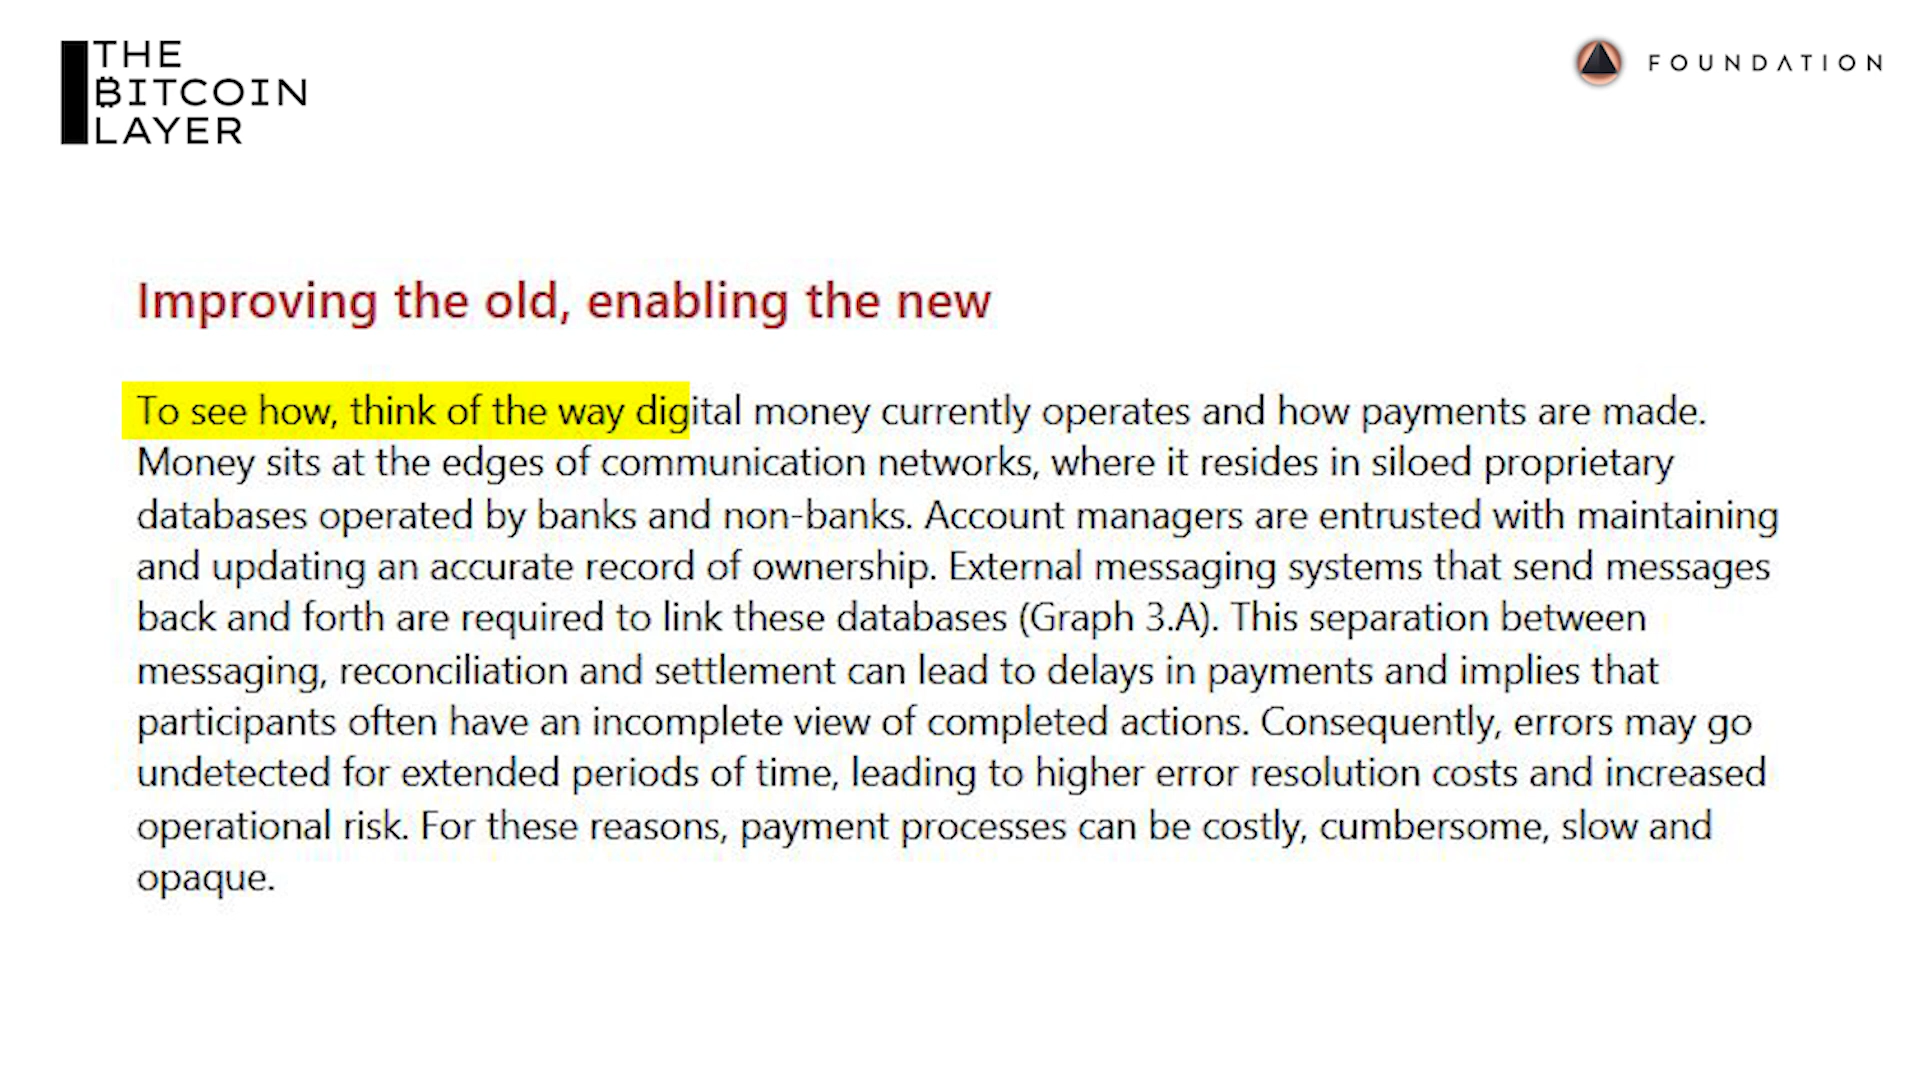 THE
BITCOIN
LAYER
FOUNDATION
Improving the old, enabling the new
To see how, think of the way digital money currently operates and how payments are made.
Money sits at the edges of communication networks, where it resides in siloed proprietary
databases operated by banks and non-banks. Account managers are entrusted with maintaining
and updating an accurate record of ownership. External messaging systems that send messages
back and forth are required to link these databases (Graph 3.A). This separation between
messaging, reconciliation and settlement can lead to delays in payments and implies that
participants often have an incomplete view of completed actions. Consequently, errors may go
undetected for extended periods of time, leading to higher error resolution costs and increased
operational risk. For these reasons, payment processes can be costly, cumbersome, slow and
opaque.